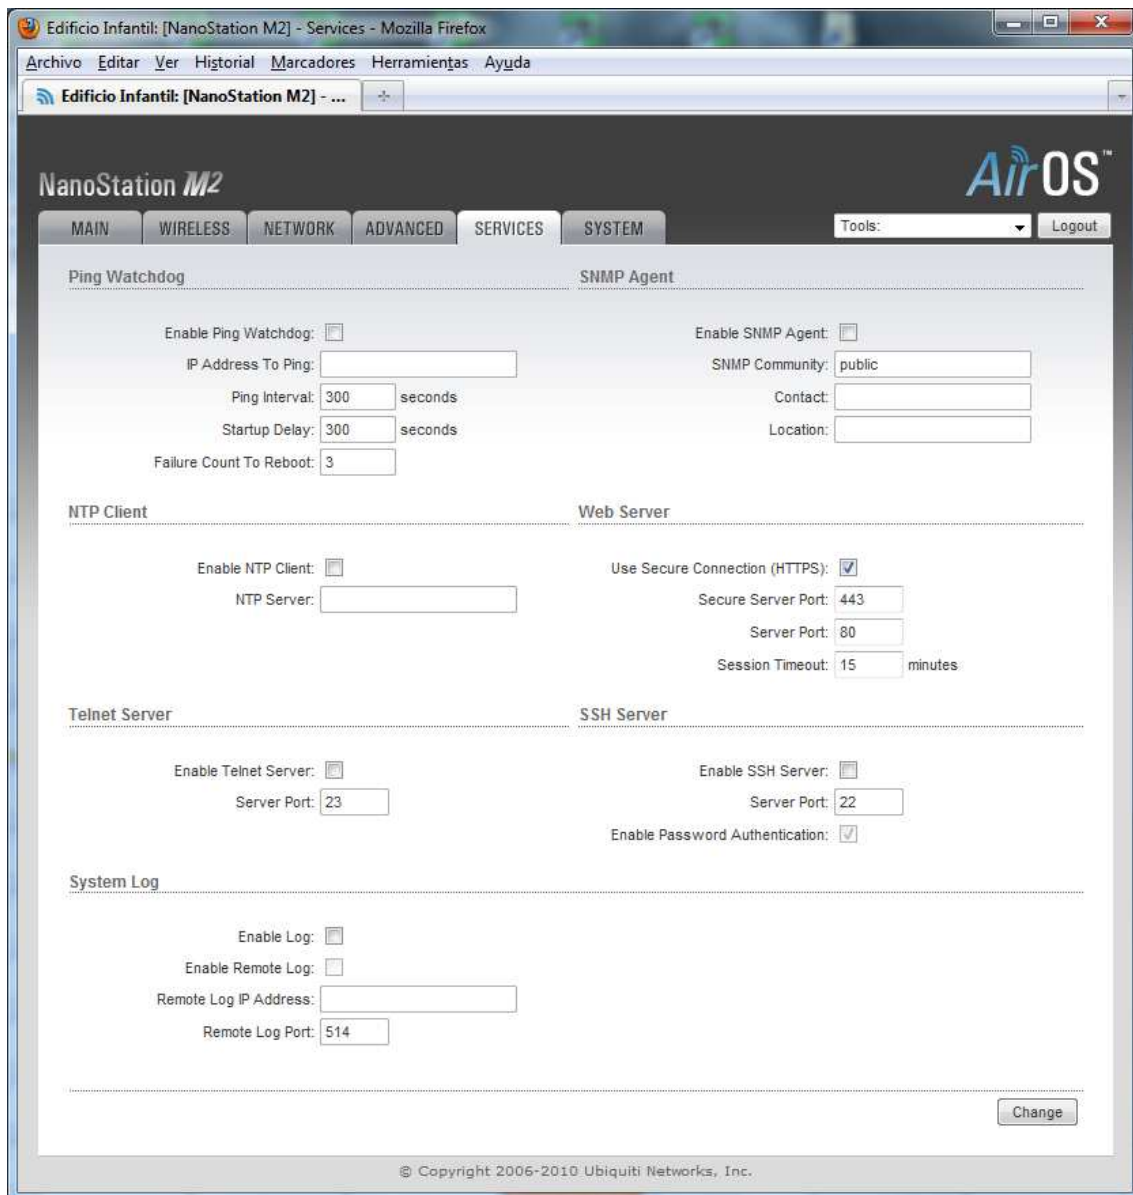 Edificio Infantil: [NanoStation M2] - Services - Mozilla Firefox
Archivo Editar Ver Historial Marcadores Herramientas Ayuda
Edificio Infantil: [NanoStation M2] - ...
NanoStation M2
AirOS™
MAIN WIRELESS NETWORK ADVANCED SERVICES SYSTEM Tools: Logout
Ping Watchdog
Enable Ping Watchdog:
IP Address To Ping:
Ping Interval: 300 seconds
Startup Delay: 300 seconds
Failure Count To Reboot: 3
SNMP Agent
Enable SNMP Agent:
SNMP Community: public
Contact:
Location:
NTP Client
Enable NTP Client:
NTP Server:
Web Server
Use Secure Connection (HTTPS):
Secure Server Port: 443
Server Port: 80
Session Timeout: 15 minutes
Telnet Server
Enable Telnet Server:
Server Port: 23
SSH Server
Enable SSH Server:
Server Port: 22
Enable Password Authentication:
System Log
Enable Log:
Enable Remote Log:
Remote Log IP Address:
Remote Log Port: 514
Change
© Copyright 2006-2010 Ubiquiti Networks, Inc.